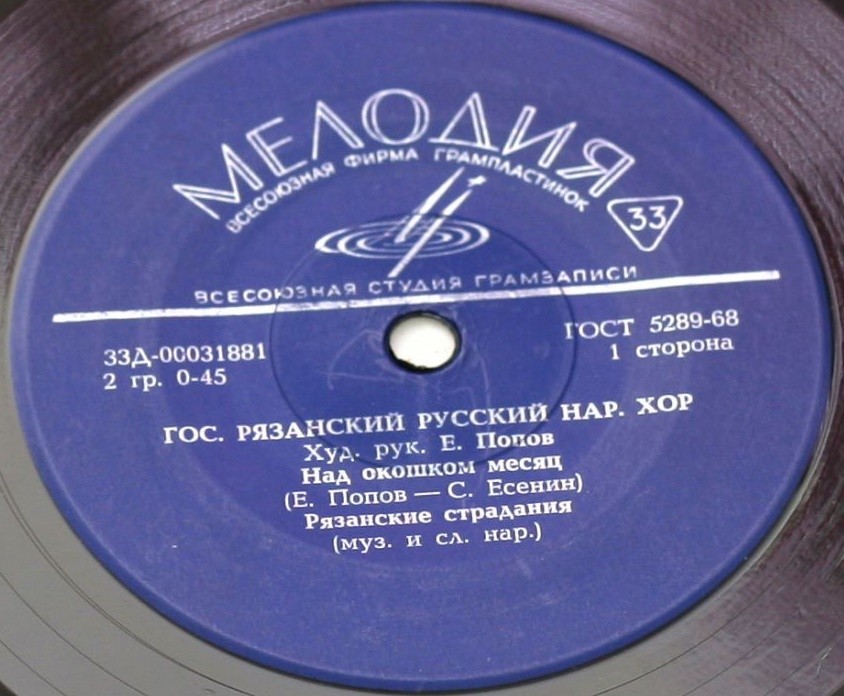 МЕЛОДИЯ
ВСЕСОЮЗНАЯ ФИРМА ГРАМПЛАСТИНОК
33
ВСЕСОЮЗНАЯ СТУДИЯ ГРАМЗАПИСИ
33Д-00031881
2 гр. 0-45
ГОСТ 5289-68
1 сторона
ГОС. РЯЗАНСКИЙ РУССКИЙ НАР. ХОР
Худ. рук. Е. Попов
Над окошком месяц
(Е. Попов — С. Есенин)
Рязанские страдания
(муз. и сл. нар.)